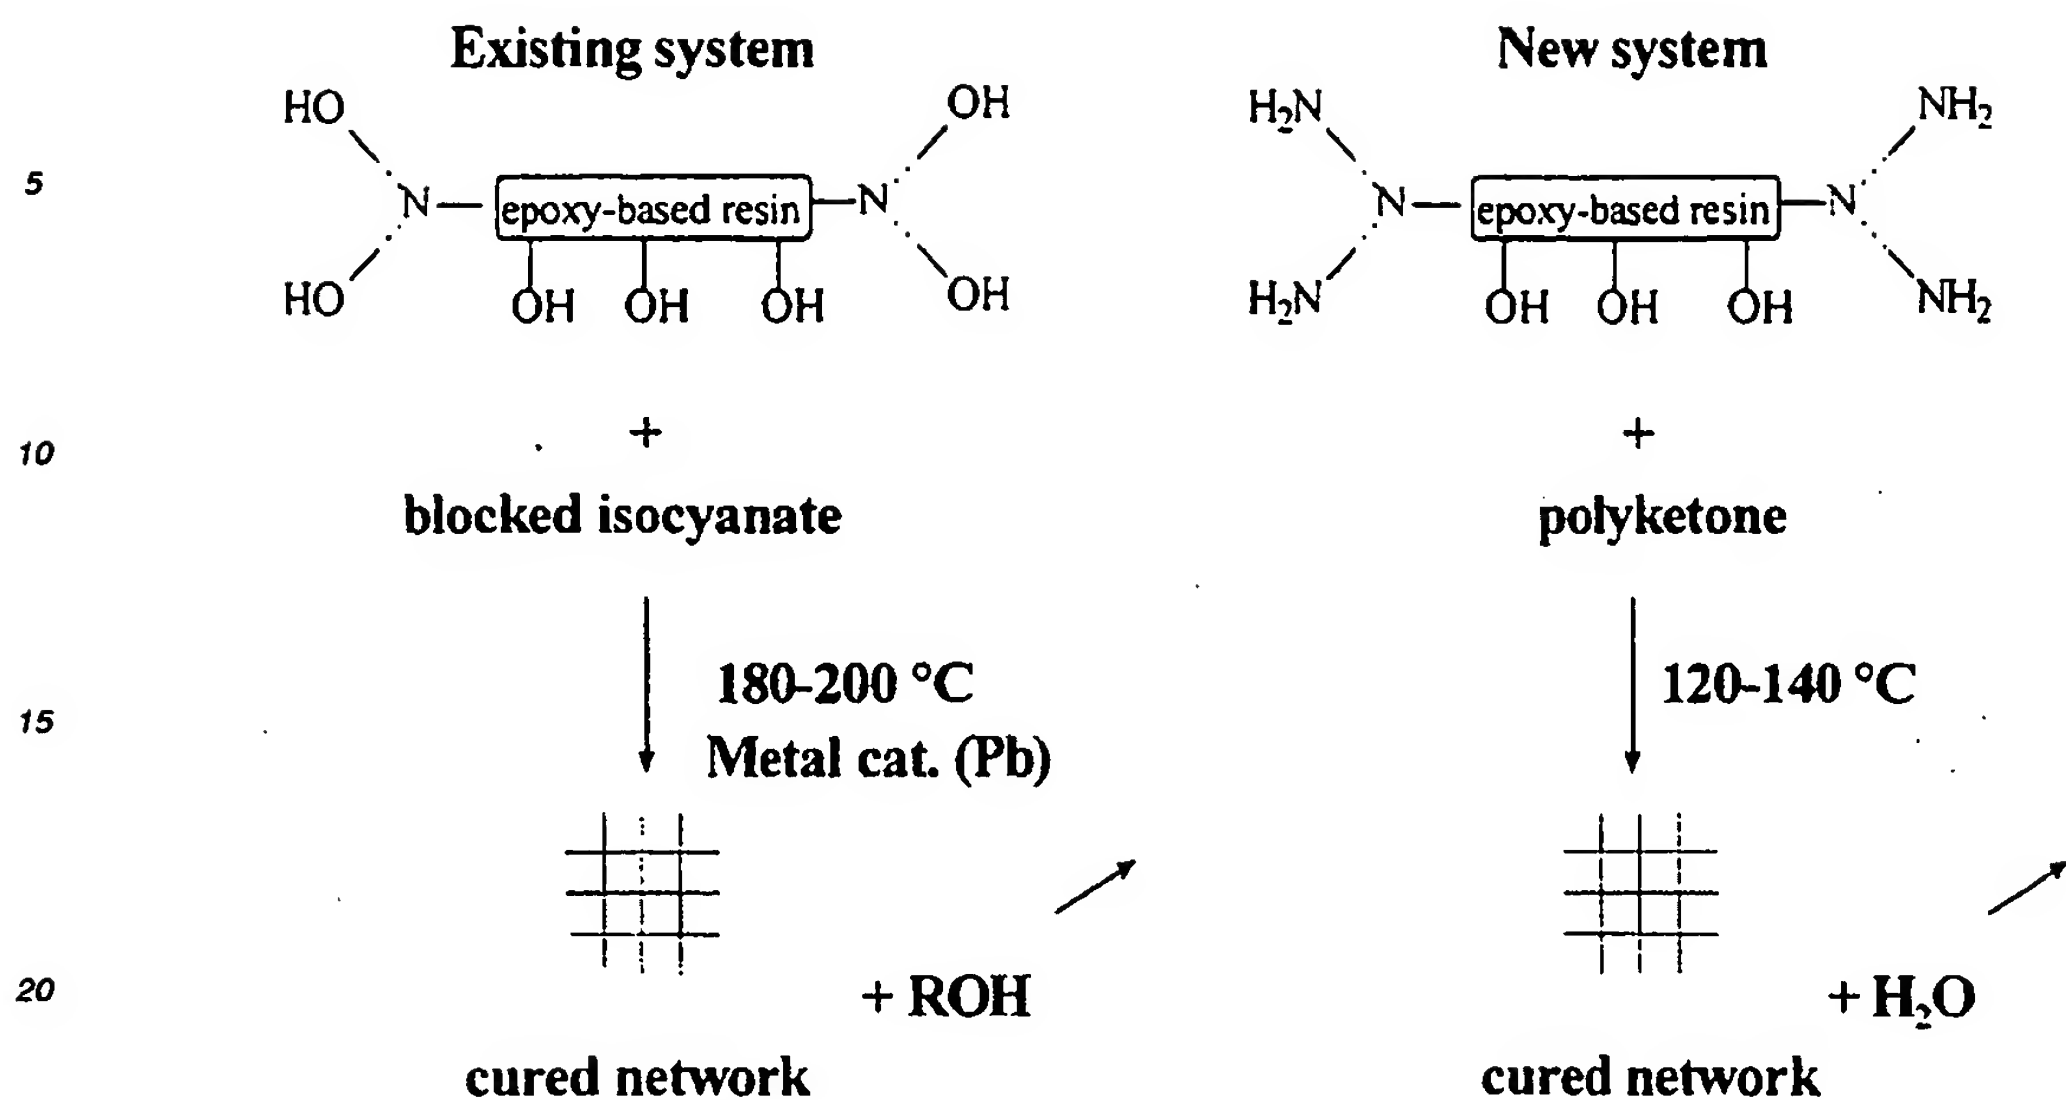 Existing system
New system
HO
OH
H₂N
NH₂
5
N
epoxy-based resin
N
N
epoxy-based resin
N
HO
OH
OH
OH
OH
H₂N
OH
OH
OH
NH₂
+
+
10
blocked isocyanate
polyketone
180-200 °C
120-140 °C
15
Metal cat. (Pb)
20
+ ROH
+ H₂O
cured network
cured network